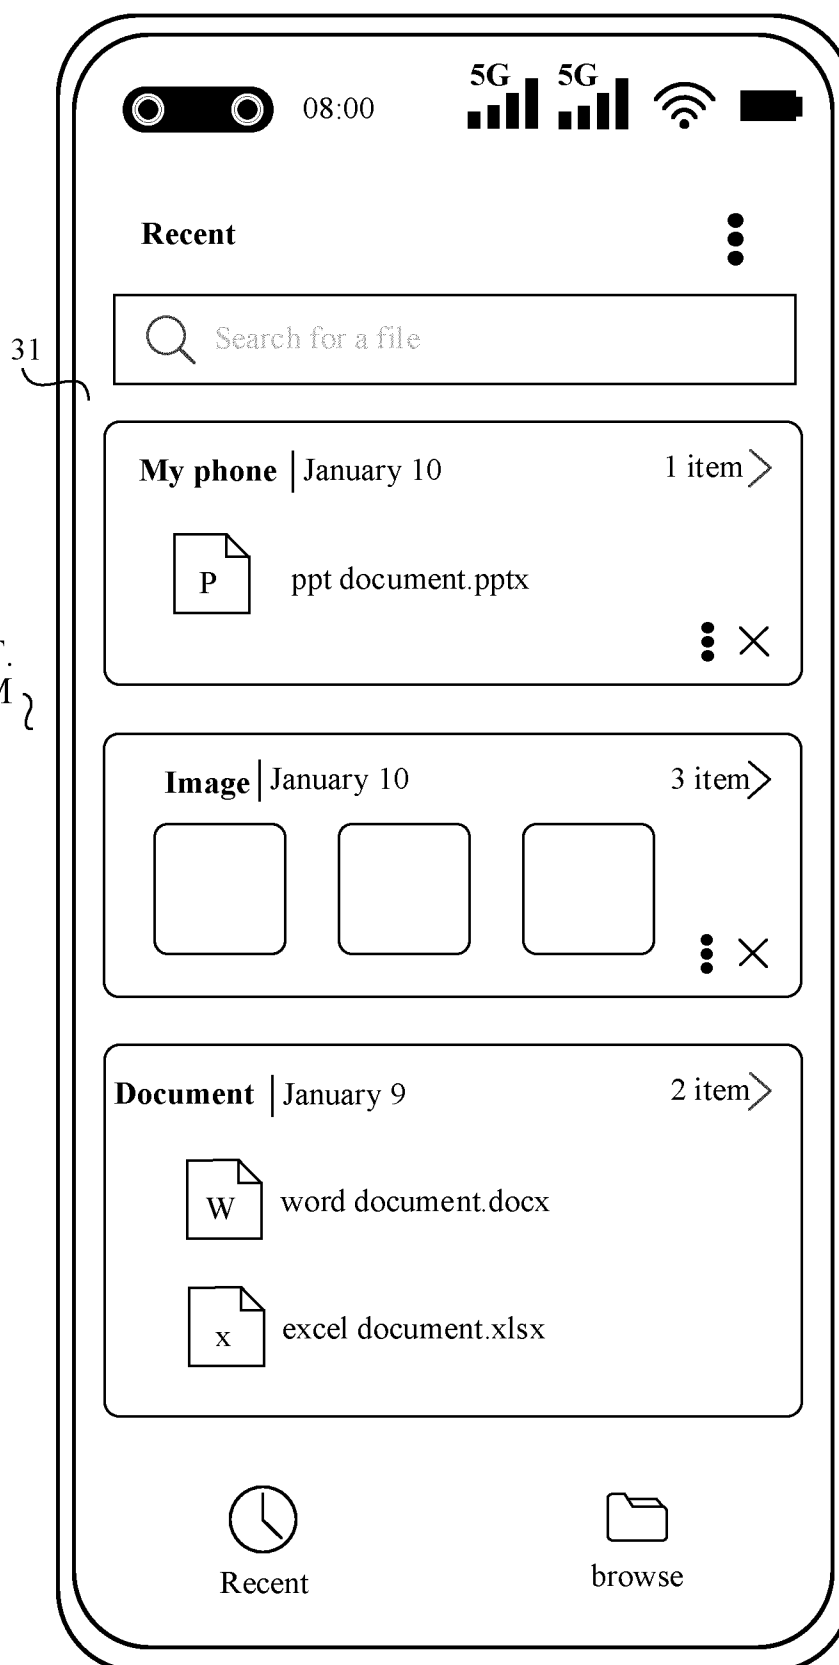 5G 5G
08:00
Recent
Search for a file
31
My phone January 10 1 item
P ppt document.pptx
Image January 10 3 item
Document January 9 2 item
W word document.docx
x excel document.xlsx
Recent browse